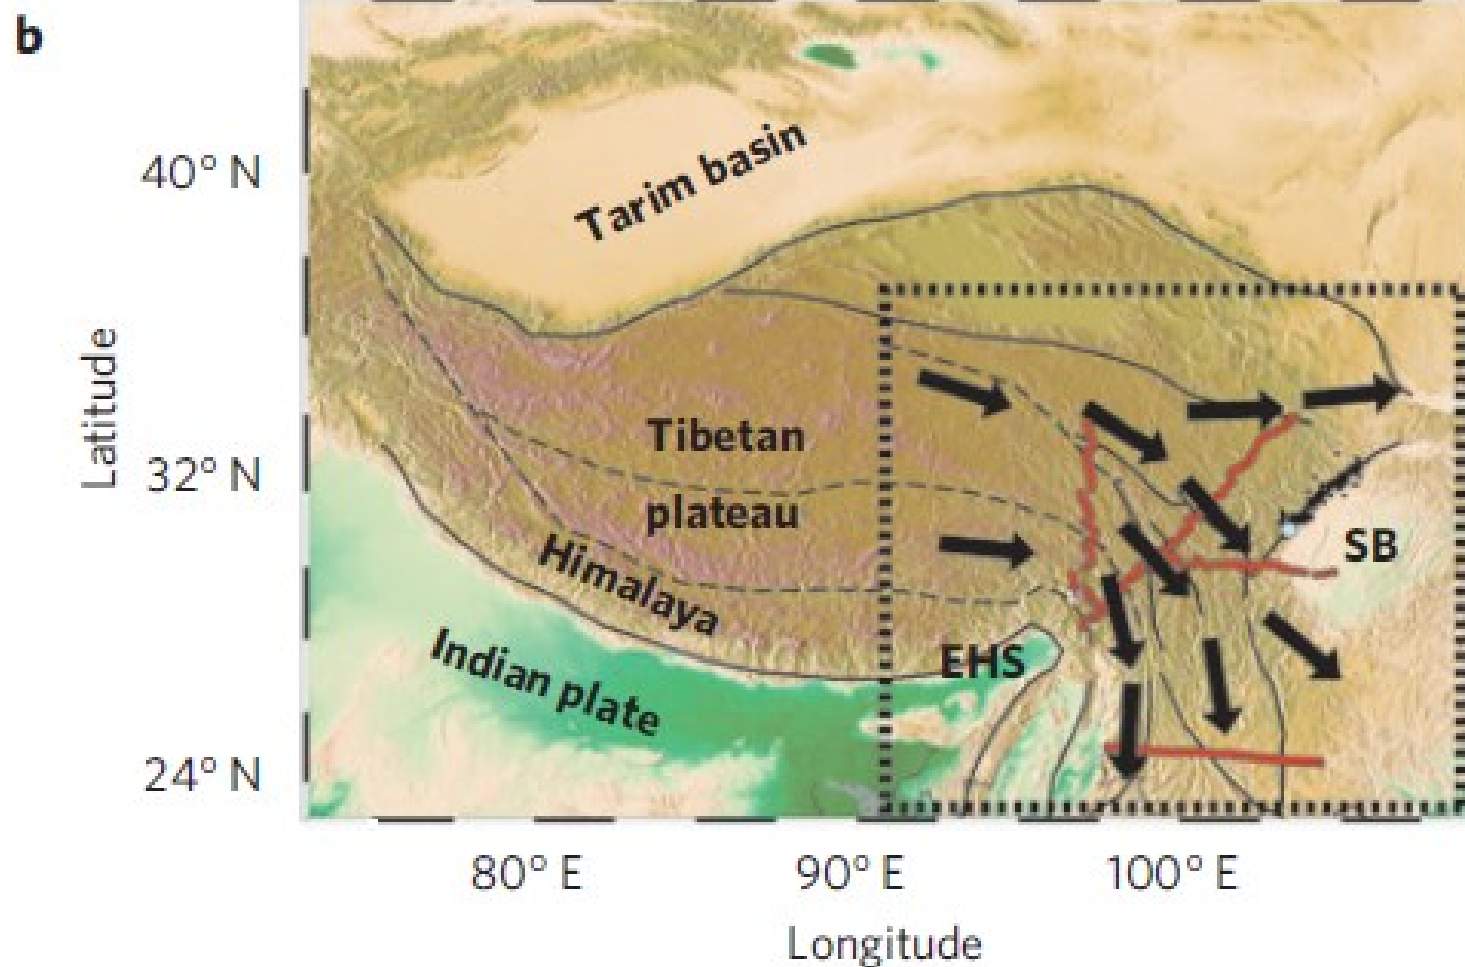 b
40° N
Tarim basin
Latitude
32° N
Tibetan
plateau
SB
Himalaya
EHS
Indian plate
24° N
80° E
90° E
100° E
Longitude